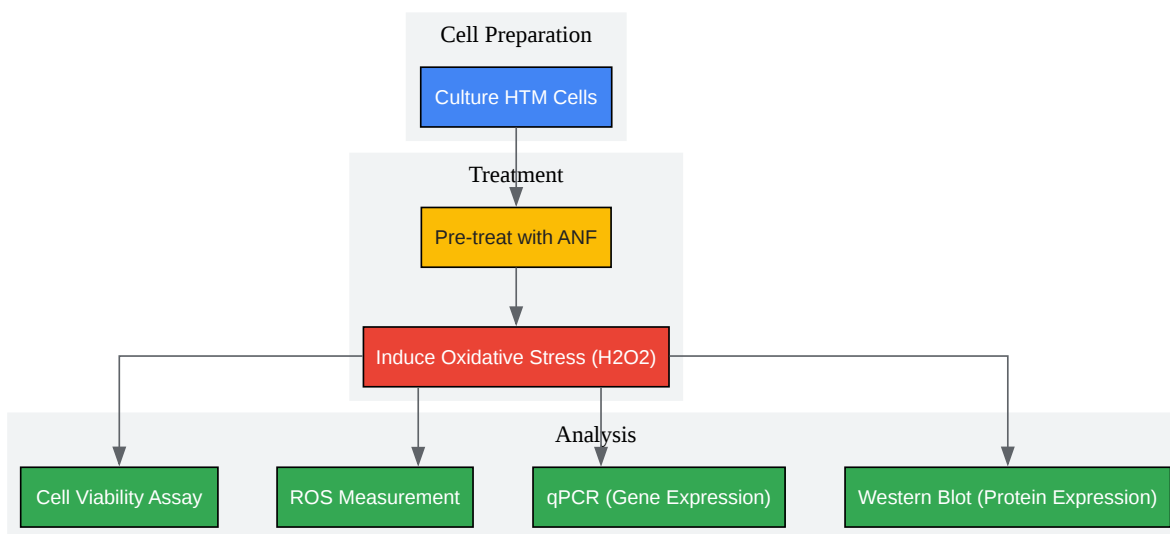 Cell Preparation
Culture HTM Cells
Treatment
Pre-treat with ANF
Induce Oxidative Stress (H2O2)
Analysis
Cell Viability Assay
ROS Measurement
qPCR (Gene Expression)
Western Blot (Protein Expression)